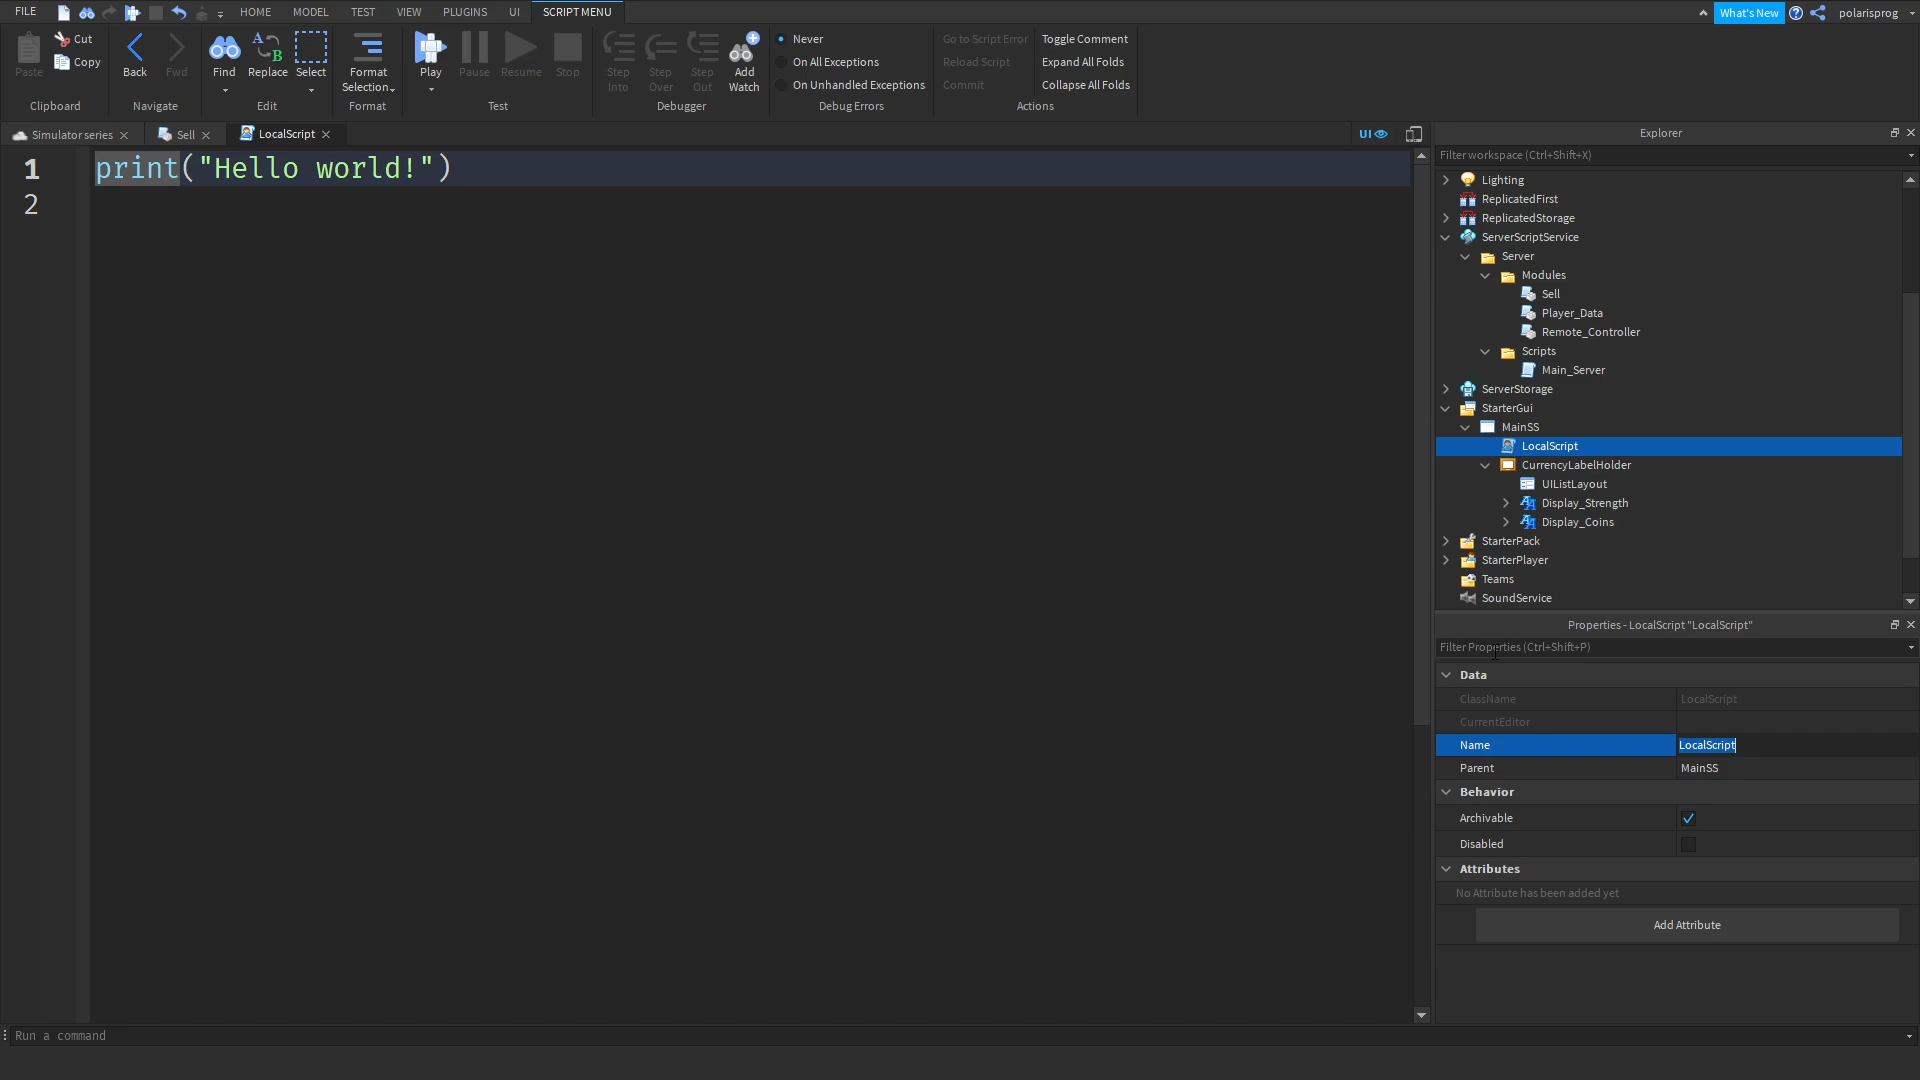 FILE HOME MODEL TEST VIEW PLUGINS UI SCRIPT MENU What's New polarisprog
Paste Cut Copy
Clipboard
Back Fwd
Navigate
Find Replace Select
Edit
Format Selection
Format
Play Pause Resume Stop
Test
Step Into Step Over Step Out Add Watch
Debugger
Never
On All Exceptions
On Unhandled Exceptions
Debug Errors
Go to Script Error Toggle Comment
Reload Script Expand All Folds
Commit Collapse All Folds
Actions
Simulator series Sell LocalScript UI
1 print("Hello world!")
2
Explorer
Filter workspace (Ctrl+Shift+X)
Lighting
ReplicatedFirst
ReplicatedStorage
ServerScriptService
Server
Modules
Sell
Player_Data
Remote_Controller
Scripts
Main_Server
ServerStorage
StarterGui
MainSS
LocalScript
CurrencyLabelHolder
UIListLayout
Display_Strength
Display_Coins
StarterPack
StarterPlayer
Teams
SoundService
Properties - LocalScript "LocalScript"
Filter Properties (Ctrl+Shift+P)
Data
ClassName LocalScript
CurrentEditor
Name LocalScript
Parent MainSS
Behavior
Archivable
Disabled
Attributes
No Attribute has been added yet
Add Attribute
Run a command